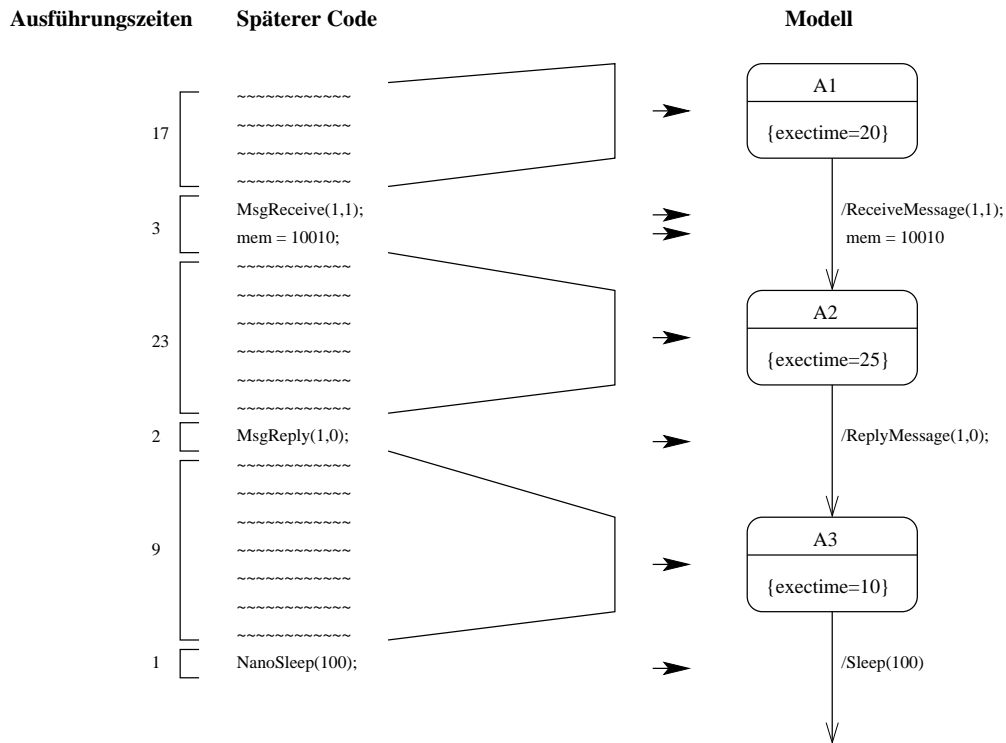 Ausführungszeiten Späterer Code Modell
A1
~~~~~~~~~~~~
17
~~~~~~~~~~~~
{exectime=20}
~~~~~~~~~~~~
~~~~~~~~~~~~
MsgReceive(1,1);
/ReceiveMessage(1,1);
3
mem = 10010;
mem = 10010
~~~~~~~~~~~~
~~~~~~~~~~~~
A2
~~~~~~~~~~~~
23
~~~~~~~~~~~~
{exectime=25}
~~~~~~~~~~~~
~~~~~~~~~~~~
2
MsgReply(1,0);
/ReplyMessage(1,0);
~~~~~~~~~~~~
~~~~~~~~~~~~
~~~~~~~~~~~~
A3
9
~~~~~~~~~~~~
~~~~~~~~~~~~
{exectime=10}
~~~~~~~~~~~~
~~~~~~~~~~~~
1
NanoSleep(100);
/Sleep(100)